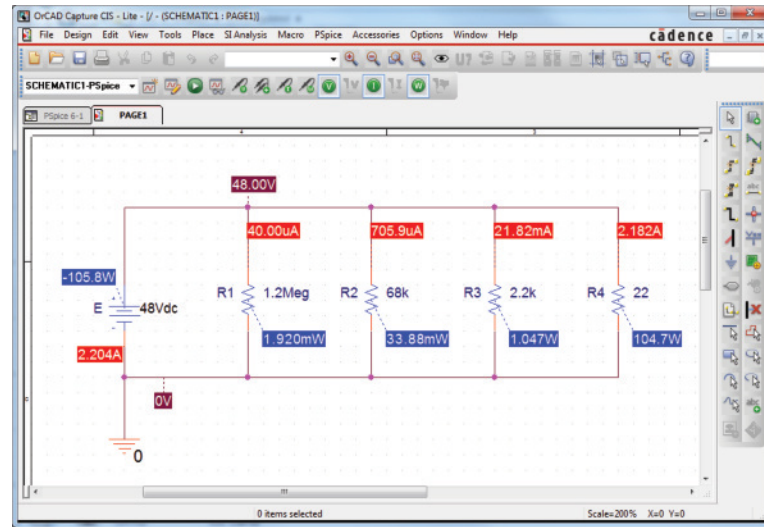 OrCAD Capture CIS - Lite - [/ - (SCHEMATIC1 : PAGE1)]
File Design Edit View Tools Place SI Analysis Macro PSpice Accessories Options Window Help cādence
U?
SCHEMATIC1-PSpice V I W
PSpice 6-1 PAGE1
4 3
48.00V
40.00uA 705.9uA 21.82mA 2.182A
-105.8W
R1 1.2Meg R2 68k R3 2.2k R4 22
E 48Vdc
1.920mW 33.88mW 1.047W 104.7W
2.204A
0V
0
0 items selected Scale=200% X=0 Y=0